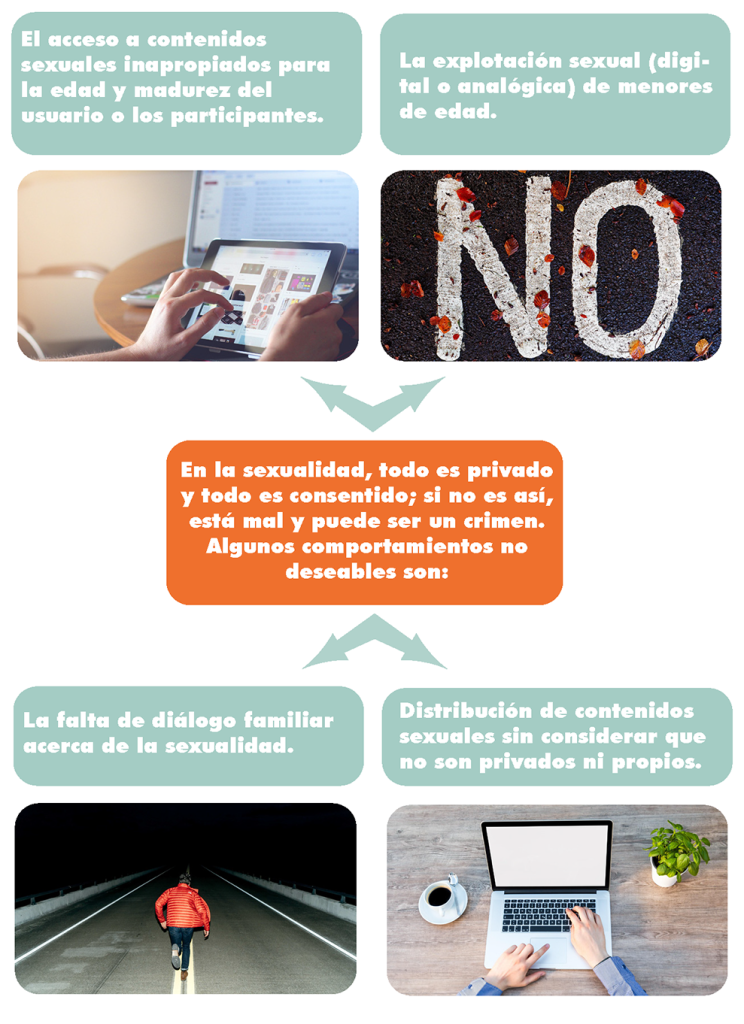 El acceso a contenidos
sexuales inapropiados para
la edad y madurez del
usuario o los participantes.
La explotación sexual (digi-
tal o analógica) de menores
de edad.
NO
En la sexualidad, todo es privado
y todo es consentido; si no es así,
está mal y puede ser un crimen.
Algunos comportamientos no
deseables son:
La falta de diálogo familiar
acerca de la sexualidad.
Distribución de contenidos
sexuales sin considerar que
no son privados ni propios.